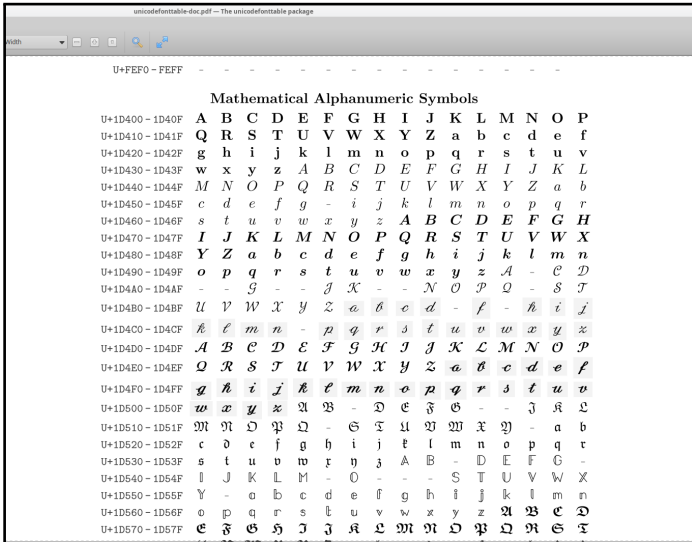 unicodefonttable-doc.pdf — The unicodefonttable package
Width
U+FEF0 – FEFF - - - - - - - - - - - - - - - -
Mathematical Alphanumeric Symbols
U+1D400 – 1D40F 𝐀 𝐁 𝐂 𝐃 𝐄 𝐅 𝐆 𝐇 𝐈 𝐉 𝐊 𝐋 𝐌 𝐍 𝐎 𝐏
U+1D410 – 1D41F 𝐐 𝐑 𝐒 𝐓 𝐔 𝐕 𝐖 𝐗 𝐘 𝐙 𝐚 𝐛 𝐜 𝐝 𝐞 𝐟
U+1D420 – 1D42F 𝐠 𝐡 𝐢 𝐣 𝐤 𝐥 𝐦 𝐧 𝐨 𝐩 𝐪 𝐫 𝐬 𝐭 𝐮 𝐯
U+1D430 – 1D43F 𝐰 𝐱 𝐲 𝐳 𝐴 𝐵 𝐶 𝐷 𝐸 𝐹 𝐺 𝐻 𝐼 𝐽 𝐾 𝐿
U+1D440 – 1D44F 𝑀 𝑁 𝑂 𝑃 𝑄 𝑅 𝑆 𝑇 𝑈 𝑉 𝑊 𝑋 𝑌 𝑍 𝑎 𝑏
U+1D450 – 1D45F 𝑐 𝑑 𝑒 𝑓 𝑔 - 𝑖 𝑗 𝑘 𝑙 𝑚 𝑛 𝑜 𝑝 𝑞 𝑟
U+1D460 – 1D46F 𝑠 𝑡 𝑢 𝑣 𝑤 𝑥 𝑦 𝑧 𝑨 𝑩 𝑪 𝑫 𝑬 𝑭 𝑮 𝑯
U+1D470 – 1D47F 𝑰 𝑱 𝑲 𝑳 𝑴 𝑵 𝑶 𝑷 𝑸 𝑹 𝑺 𝑻 𝑼 𝑽 𝑾 𝑿
U+1D480 – 1D48F 𝒀 𝒁 𝒂 𝒃 𝒄 𝒅 𝒆 𝒇 𝒈 𝒉 𝒊 𝒋 𝒌 𝒍 𝒎 𝒏
U+1D490 – 1D49F 𝒐 𝒑 𝒒 𝒓 𝒔 𝒕 𝒖 𝒗 𝒘 𝒙 𝒚 𝒛 𝒜 - 𝒞 𝒟
U+1D4A0 – 1D4AF - - 𝒢 - - 𝒥 𝒦 - - 𝒩 𝒪 𝒫 𝒬 - 𝒮 𝒯
U+1D4B0 – 1D4BF 𝒰 𝒱 𝒲 𝒳 𝒴 𝒵 𝒶 𝒷 𝒸 𝒹 - 𝒻 - 𝒽 𝒾 𝒿
U+1D4C0 – 1D4CF 𝓀 𝓁 𝓂 𝓃 - 𝓅 𝓆 𝓇 𝓈 𝓉 𝓊 𝓋 𝓌 𝓍 𝓎 𝓏
U+1D4D0 – 1D4DF 𝓐 𝓑 𝓒 𝓓 𝓔 𝓕 𝓖 𝓗 𝓘 𝓙 𝓚 𝓛 𝓜 𝓝 𝓞 𝓟
U+1D4E0 – 1D4EF 𝓠 𝓡 𝓢 𝓣 𝓤 𝓥 𝓦 𝓧 𝓨 𝓩 𝓪 𝓫 𝓬 𝓭 𝓮 𝓯
U+1D4F0 – 1D4FF 𝓰 𝓱 𝓲 𝓳 𝓴 𝓵 𝓶 𝓷 𝓸 𝓹 𝓺 𝓻 𝓼 𝓽 𝓾 𝓿
U+1D500 – 1D50F 𝔀 𝔁 𝔂 𝔃 𝔄 𝔅 - 𝔇 𝔈 𝔉 𝔊 - - 𝔍 𝔎 𝔏
U+1D510 – 1D51F 𝔐 𝔑 𝔒 𝔓 𝔔 - 𝔖 𝔗 𝔘 𝔙 𝔚 𝔛 𝔜 - 𝔞 𝔟
U+1D520 – 1D52F 𝔠 𝔡 𝔢 𝔣 𝔤 𝔥 𝔦 𝔧 𝔨 𝔩 𝔪 𝔫 𝔬 𝔭 𝔮 𝔯
U+1D530 – 1D53F 𝔰 𝔱 𝔲 𝔳 𝔴 𝔵 𝔶 𝔷 𝔸 𝔹 - 𝔻 𝔼 𝔽 𝔾 -
U+1D540 – 1D54F 𝕀 𝕁 𝕂 𝕃 𝕄 - 𝕆 - - - 𝕊 𝕋 𝕌 𝕍 𝕎 𝕏
U+1D550 – 1D55F 𝕐 - 𝕒 𝕓 𝕔 𝕕 𝕖 𝕗 𝕘 𝕙 𝕚 𝕛 𝕜 𝕝 𝕞 𝕟
U+1D560 – 1D56F 𝕠 𝕡 𝕢 𝕣 𝕤 𝕥 𝕦 𝕧 𝕨 𝕩 𝕪 𝕫 𝕬 𝕭 𝕮 𝕯
U+1D570 – 1D57F 𝕰 𝕱 𝕲 𝕳 𝕴 𝕵 𝕶 𝕷 𝕸 𝕹 𝕺 𝕻 𝕼 𝕽 𝕾 𝕿